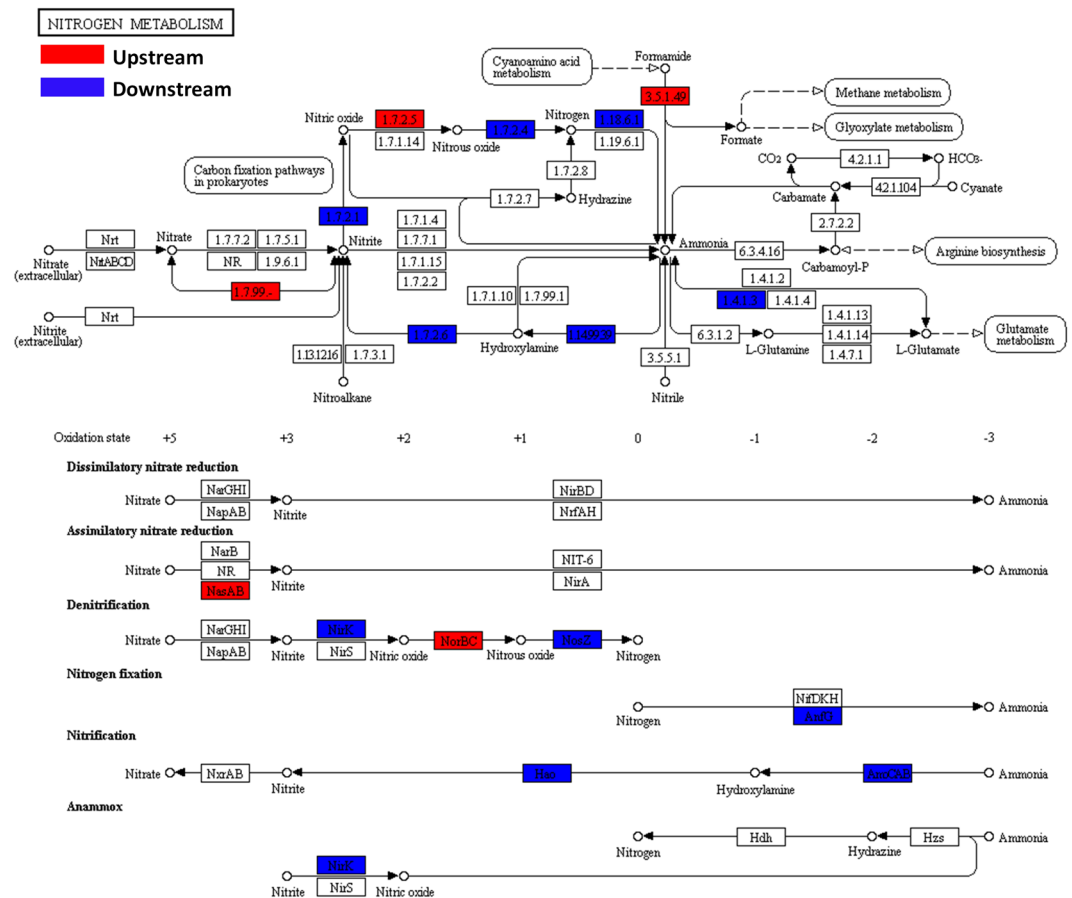 NITROGEN METABOLISM
Upstream
Downstream
Cyanoamino acid
metabolism
Formamide
3.5.1.49
Methane metabolism
Glyoxylate metabolism
Formate
Nitric oxide
1.7.2.5
1.7.1.14
Nitrous oxide
1.7.2.4
Nitrogen
1.18.6.1
1.19.6.1
Carbon fixation pathways
in prokaryotes
1.7.2.8
1.7.2.7
Hydrazine
CO2
4.2.1.1
HCO3-
Carbamate
4.2.1.104
Cyanate
2.7.2.2
1.7.2.1
Nrt
NrtABCD
Nitrate
(extracellular)
Nitrate
1.7.7.2
1.7.5.1
NR
1.9.6.1
1.7.99.-
Nitrite
1.7.1.4
1.7.7.1
1.7.1.15
1.7.2.2
Ammonia
6.3.4.16
Carbamoyl-P
Arginine biosynthesis
Nitrite
(extracellular)
Nrt
1.7.1.10
1.7.99.1
1.4.1.2
1.4.1.3
1.4.1.4
1.7.2.6
Hydroxylamine
1.14.99.39
6.3.1.2
L-Glutamine
1.4.1.13
1.4.1.14
1.4.7.1
L-Glutamate
Glutamate
metabolism
1.13.12.16
1.7.3.1
Nitroalkane
3.5.5.1
Nitrile
Oxidation state +5 +3 +2 +1 0 -1 -2 -3
Dissimilatory nitrate reduction
NarGHI
NapAB
Nitrate
Nitrite
NirBD
NrfAH
Ammonia
Assimilatory nitrate reduction
NarB
NR
NasAB
Nitrate
Nitrite
NIT-6
NirA
Ammonia
Denitrification
NarGHI
NapAB
Nitrate
Nitrite
NirK
NirS
Nitric oxide
NorBC
Nitrous oxide
NosZ
Nitrogen
Nitrogen fixation
Nitrogen
NifDKH
AnfG
Ammonia
Nitrification
Nitrate
NxrAB
Nitrite
Hao
Hydroxylamine
AmoCAB
Ammonia
Anammox
Nitrogen
Hdh
Hydrazine
Hzs
Ammonia
Nitrite
NirK
NirS
Nitric oxide